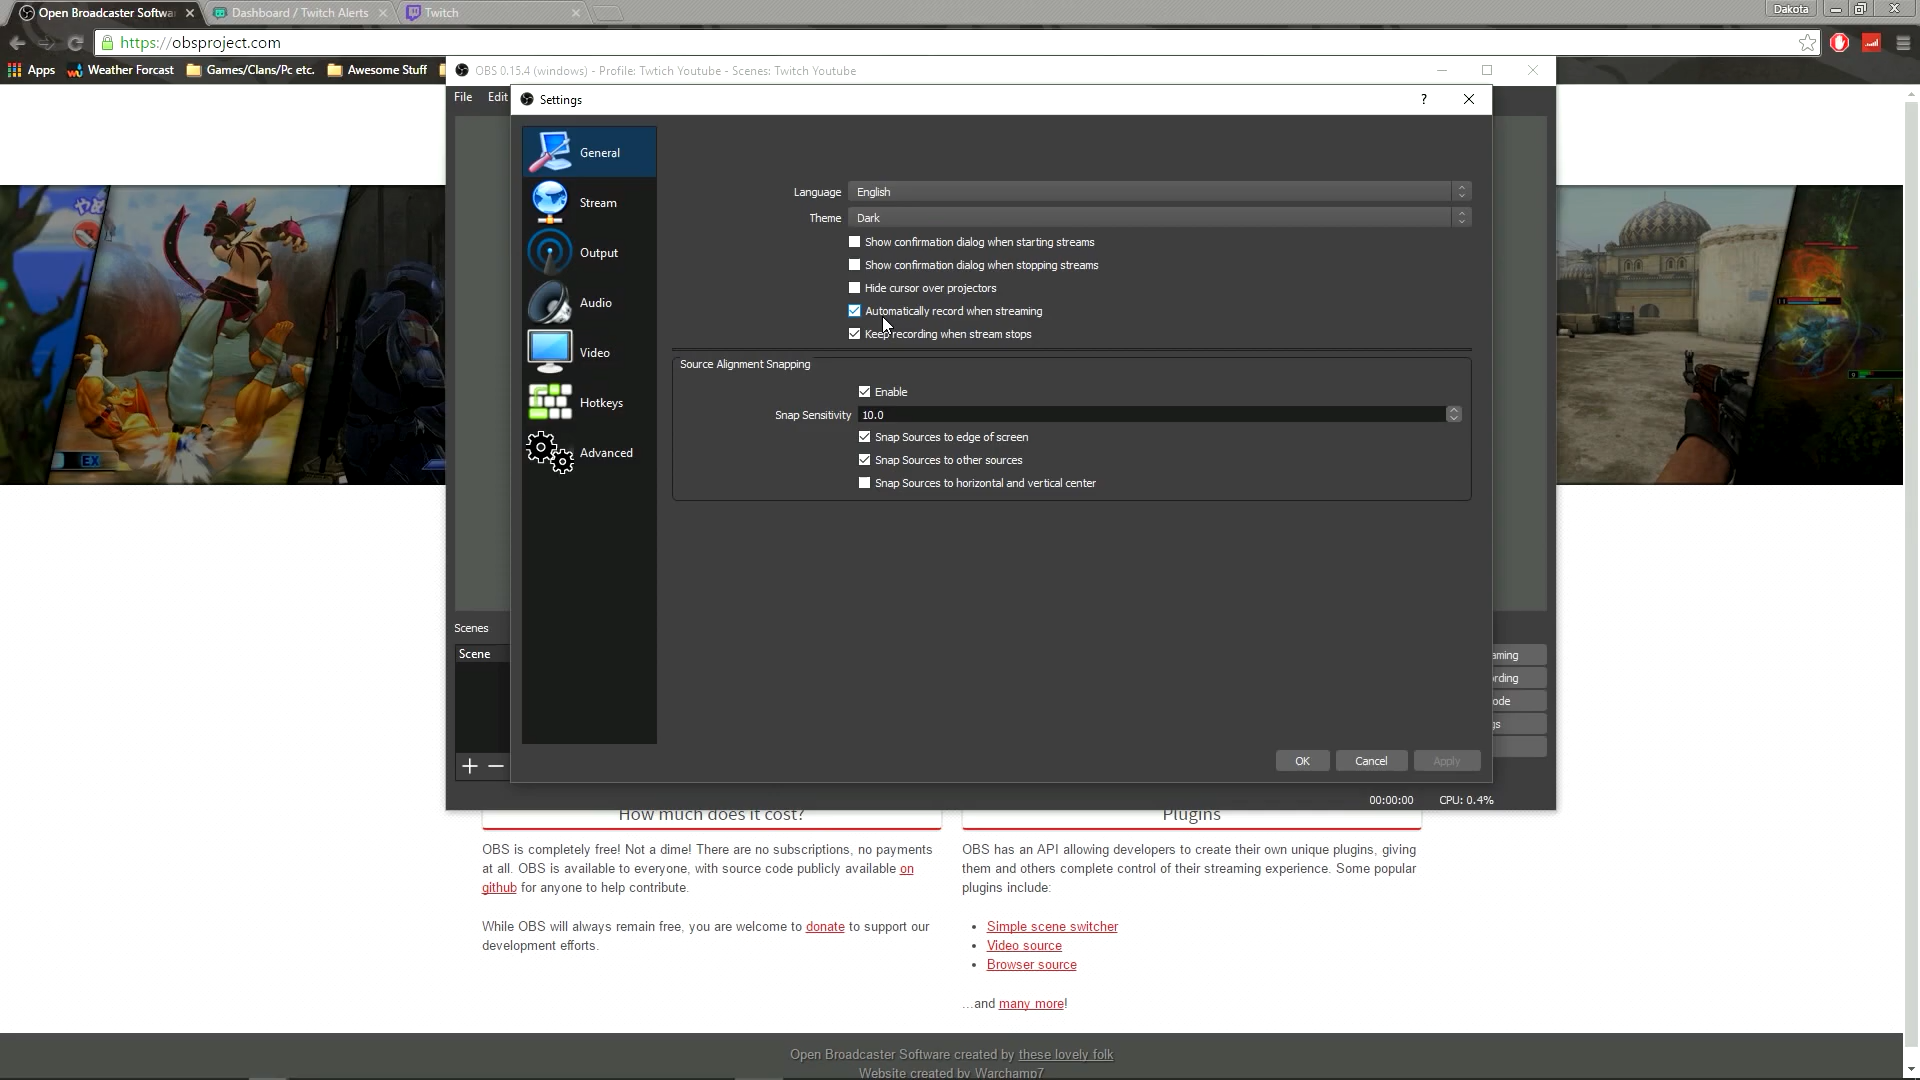 Open Broadcaster Softwar
Dashboard / Twitch Alerts
Twitch
Dakota
https://obsproject.com
Apps
Weather Forcast
Games/Clans/Pc etc.
Awesome Stuff
OBS 0.15.4 (windows) - Profile: Twtich Youtube - Scenes: Twitch Youtube
File
Edit
Settings
?
General
Stream
Output
Audio
Video
Hotkeys
Advanced
Language English
Theme Dark
Show confirmation dialog when starting streams
Show confirmation dialog when stopping streams
Hide cursor over projectors
Automatically record when streaming
Keep recording when stream stops
Source Alignment Snapping
Enable
Snap Sensitivity 10.0
Snap Sources to edge of screen
Snap Sources to other sources
Snap Sources to horizontal and vertical center
OK
Cancel
Apply
EX
Scenes
Scene
aming
rding
ode
gs
00:00:00
CPU: 0.4%
How much does it cost?
OBS is completely free! Not a dime! There are no subscriptions, no payments
at all. OBS is available to everyone, with source code publicly available on
github for anyone to help contribute.
While OBS will always remain free, you are welcome to donate to support our
development efforts.
Plugins
OBS has an API allowing developers to create their own unique plugins, giving
them and others complete control of their streaming experience. Some popular
plugins include:
• Simple scene switcher
• Video source
• Browser source
...and many more!
Open Broadcaster Software created by these lovely folk
Website created by Warchamp7